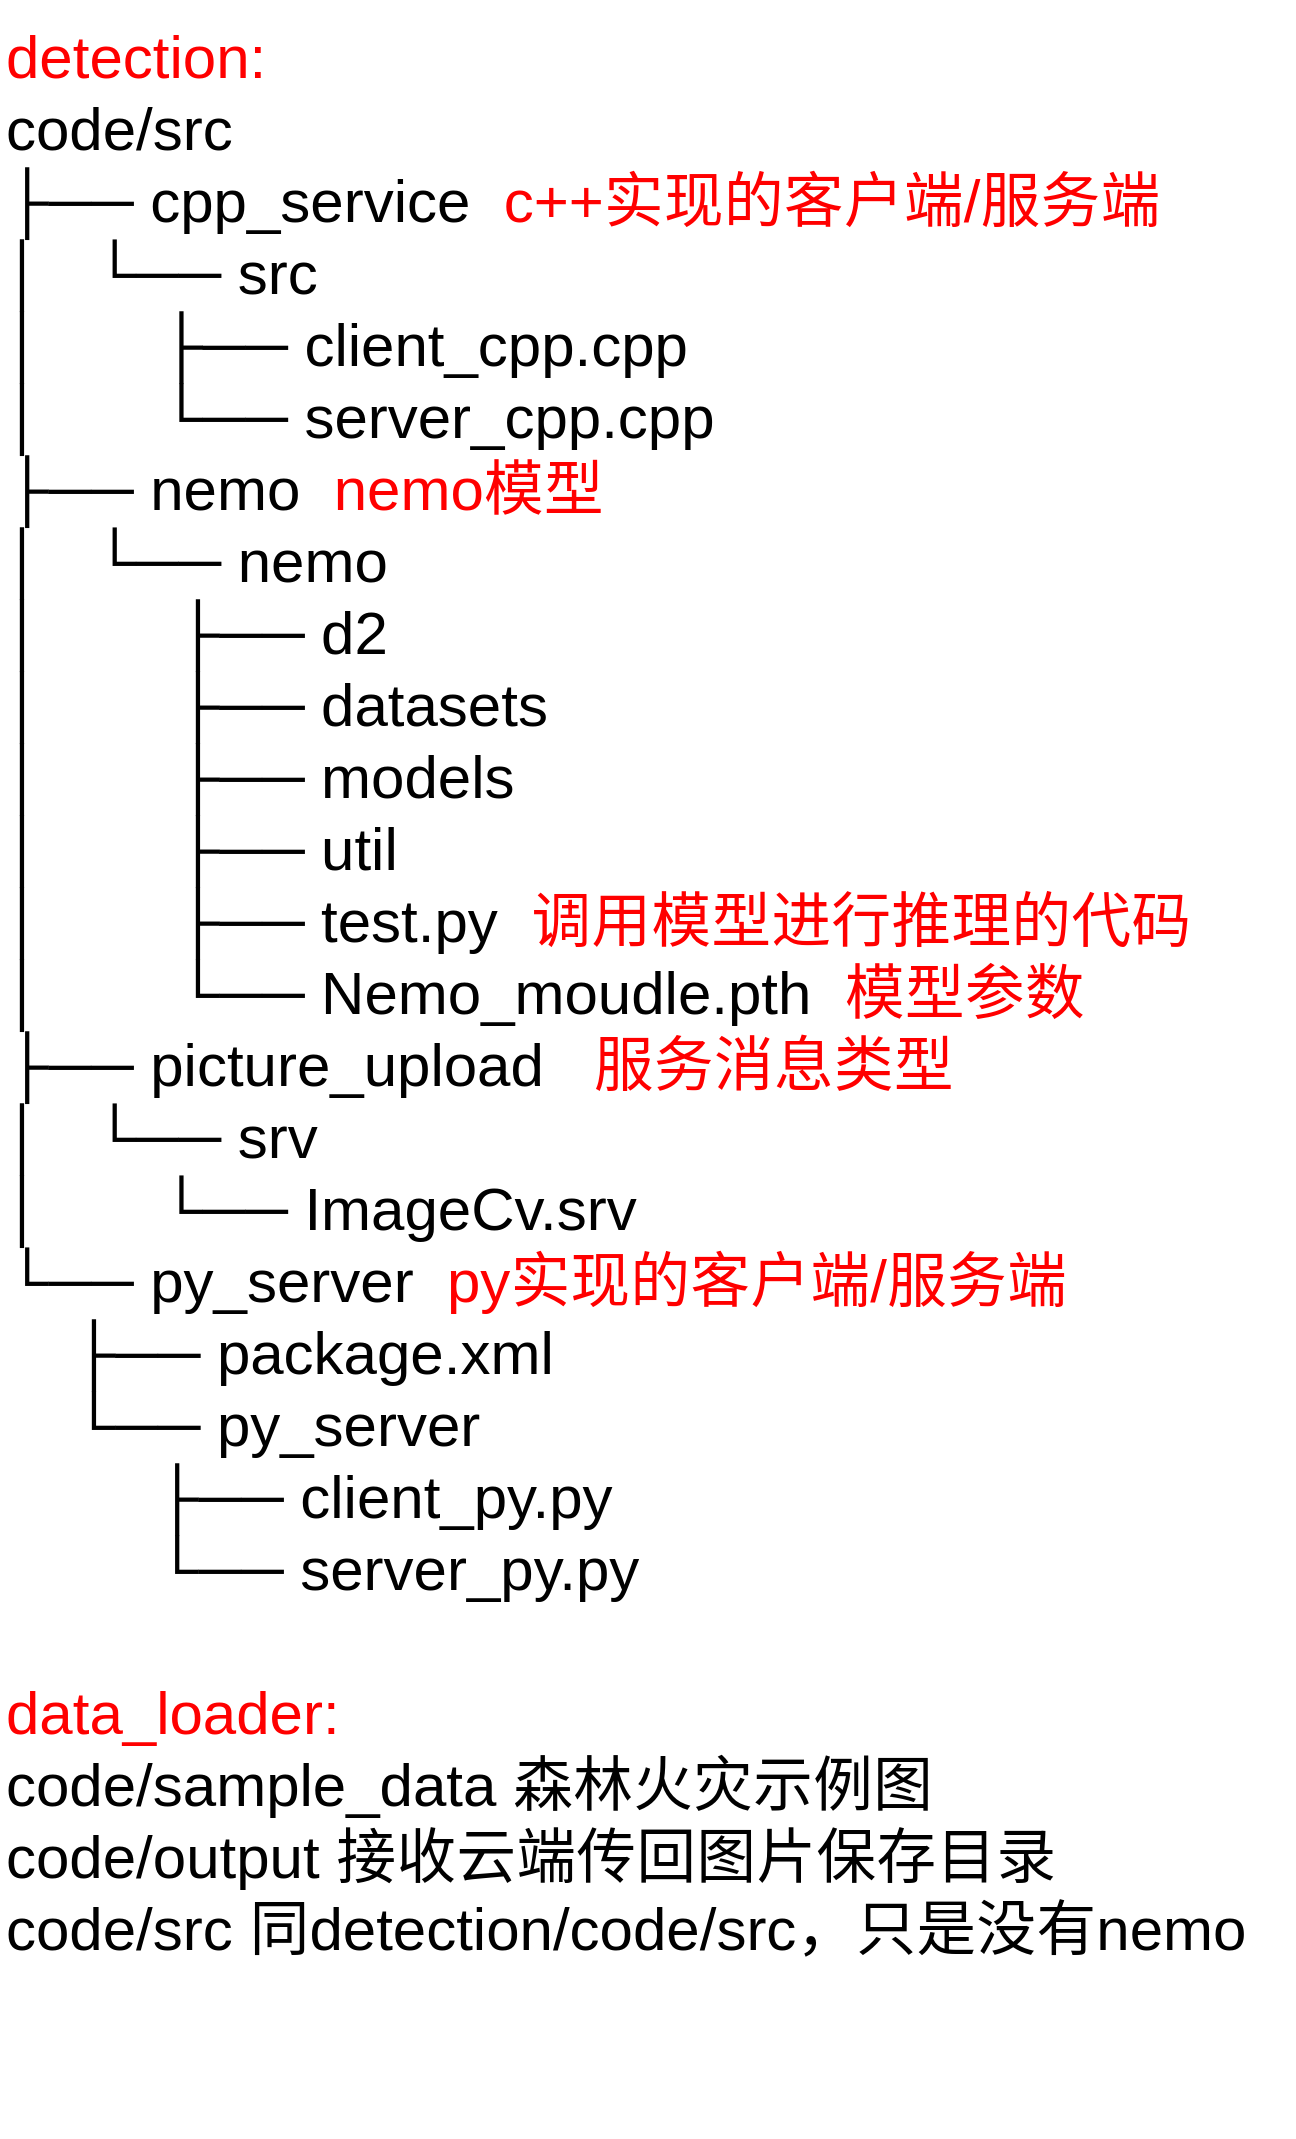 detection:
code/src
├── cpp_service  c++实现的客户端/服务端
│   └── src
│       ├── client_cpp.cpp
│       └── server_cpp.cpp
├── nemo  nemo模型
│   └── nemo
│       ├── d2
│       ├── datasets
│       ├── models
│       ├── util
│       ├── test.py  调用模型进行推理的代码
│       └── Nemo_moudle.pth  模型参数
├── picture_upload   服务消息类型
│   └── srv
│       └── ImageCv.srv
└── py_server  py实现的客户端/服务端
    ├── package.xml
    └── py_server
        ├── client_py.py
        └── server_py.py
data_loader:
code/sample_data 森林火灾示例图
code/output 接收云端传回图片保存目录
code/src 同detection/code/src，只是没有nemo